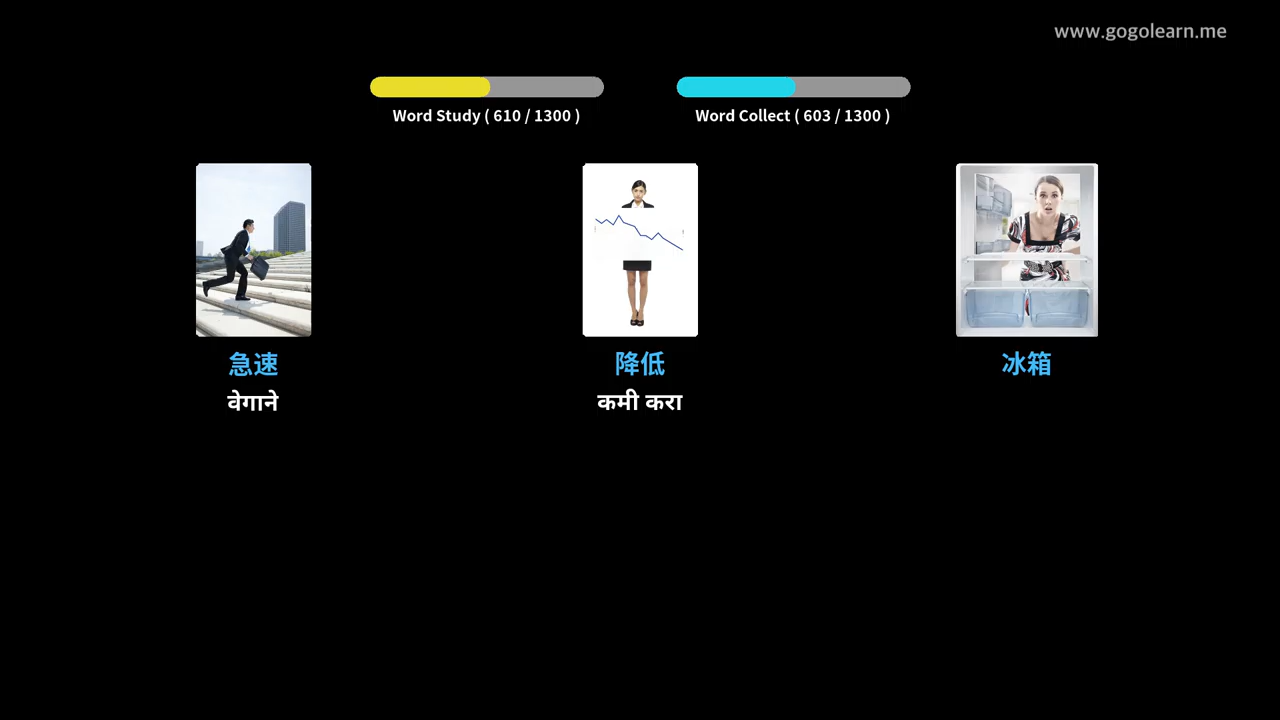 www.gogolearn.me
Word Study ( 610 / 1300 )
Word Collect ( 603 / 1300 )
急速
降低
冰箱
वेगाने
कमी करा